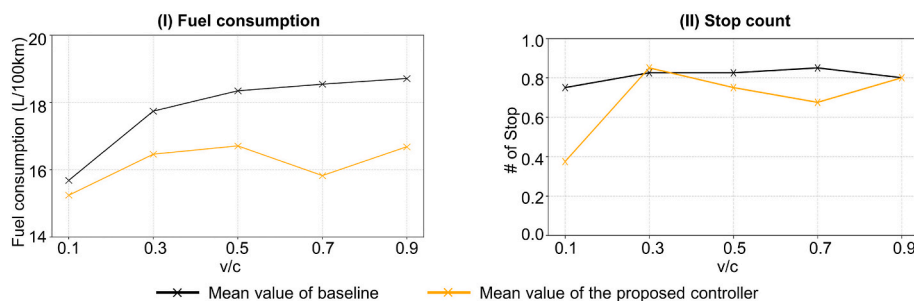 (I) Fuel consumption
Fuel consumption (L/100km)
20
18
16
14
0.1 0.3 0.5 0.7 0.9
v/c
(II) Stop count
# of Stop
1.0
0.8
0.6
0.4
0.2
0.0
0.1 0.3 0.5 0.7 0.9
v/c
Mean value of baseline
Mean value of the proposed controller